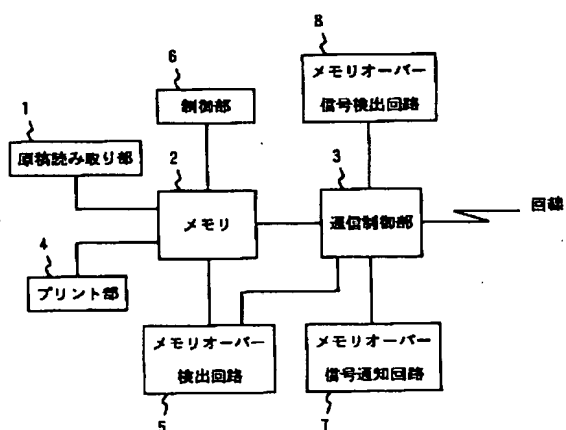 8
メモリオーバー
信号検出回路
6
制御部
1
原稿読み取り部
2
メモリ
3
通信制御部
回線
4
プリント部
メモリオーバー
検出回路
5
メモリオーバー
信号通知回路
7